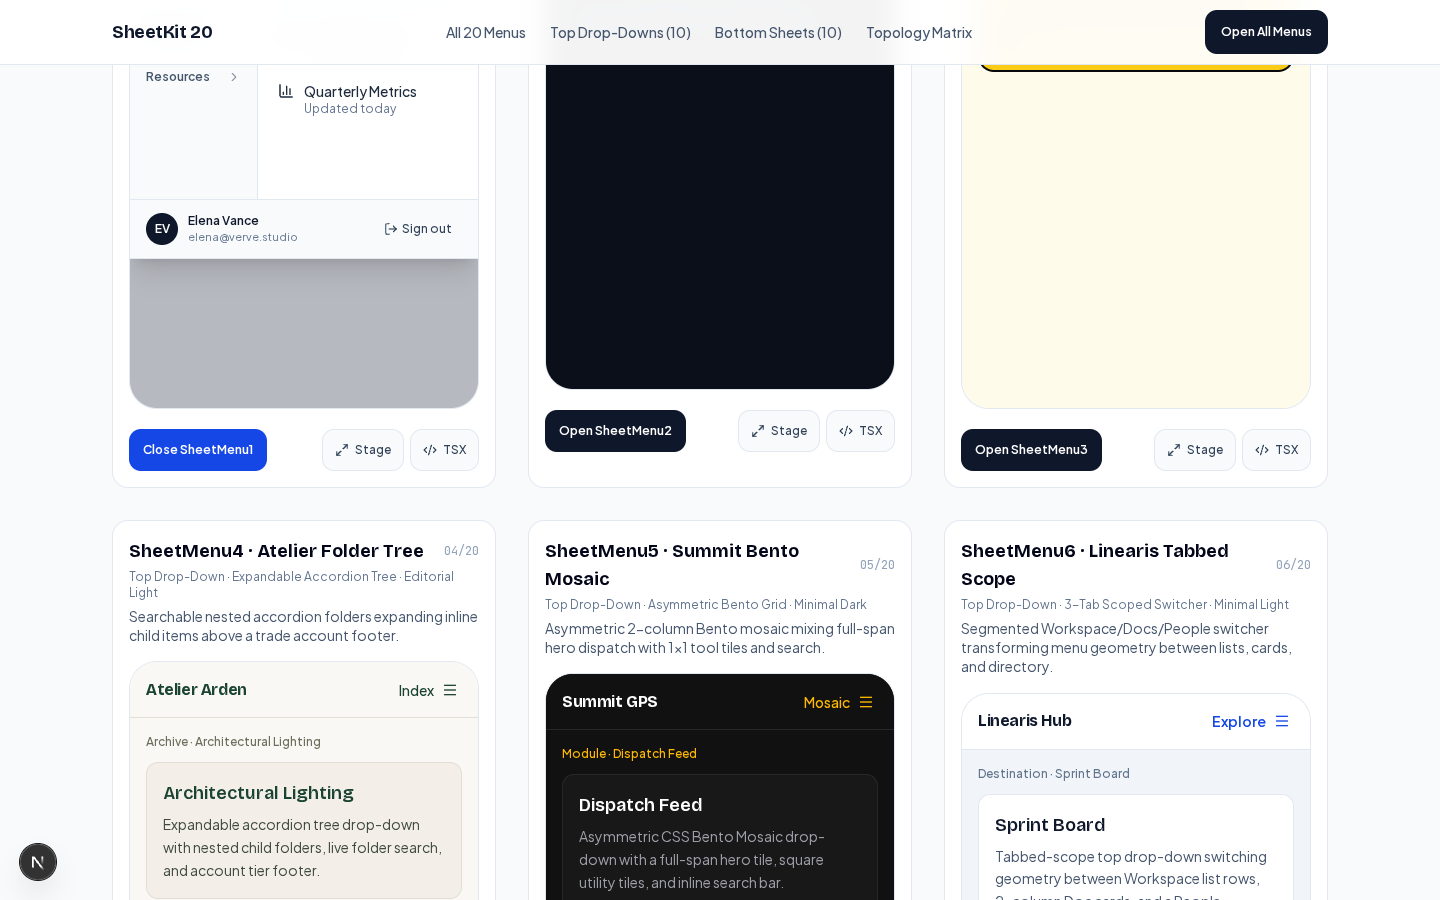 SheetKit 20
All 20 Menus
Top Drop-Downs (10)
Bottom Sheets (10)
Topology Matrix
Open All Menus
Resources
Quarterly Metrics
Updated today
EV
Elena Vance
elena@verve.studio
Sign out
Close SheetMenu1
Stage
TSX
Open SheetMenu2
Stage
TSX
Open SheetMenu3
Stage
TSX
SheetMenu4 · Atelier Folder Tree
04/20
Top Drop-Down · Expandable Accordion Tree · Editorial
Light
Searchable nested accordion folders expanding inline
child items above a trade account footer.
Atelier Arden
Index
Archive · Architectural Lighting
Architectural Lighting
Expandable accordion tree drop-down
with nested child folders, live folder search,
and account tier footer.
SheetMenu5 · Summit Bento
Mosaic
05/20
Top Drop-Down · Asymmetric Bento Grid · Minimal Dark
Asymmetric 2-column Bento mosaic mixing full-span
hero dispatch with 1×1 tool tiles and search.
Summit GPS
Mosaic
Module · Dispatch Feed
Dispatch Feed
Asymmetric CSS Bento Mosaic drop-
down with a full-span hero tile, square
utility tiles, and inline search bar.
SheetMenu6 · Linearis Tabbed
Scope
06/20
Top Drop-Down · 3-Tab Scoped Switcher · Minimal Light
Segmented Workspace/Docs/People switcher
transforming menu geometry between lists, cards,
and directory.
Linearis Hub
Explore
Destination · Sprint Board
Sprint Board
Tabbed-scope top drop-down switching
geometry between Workspace list rows,
2-column Doc cards, and a People
N